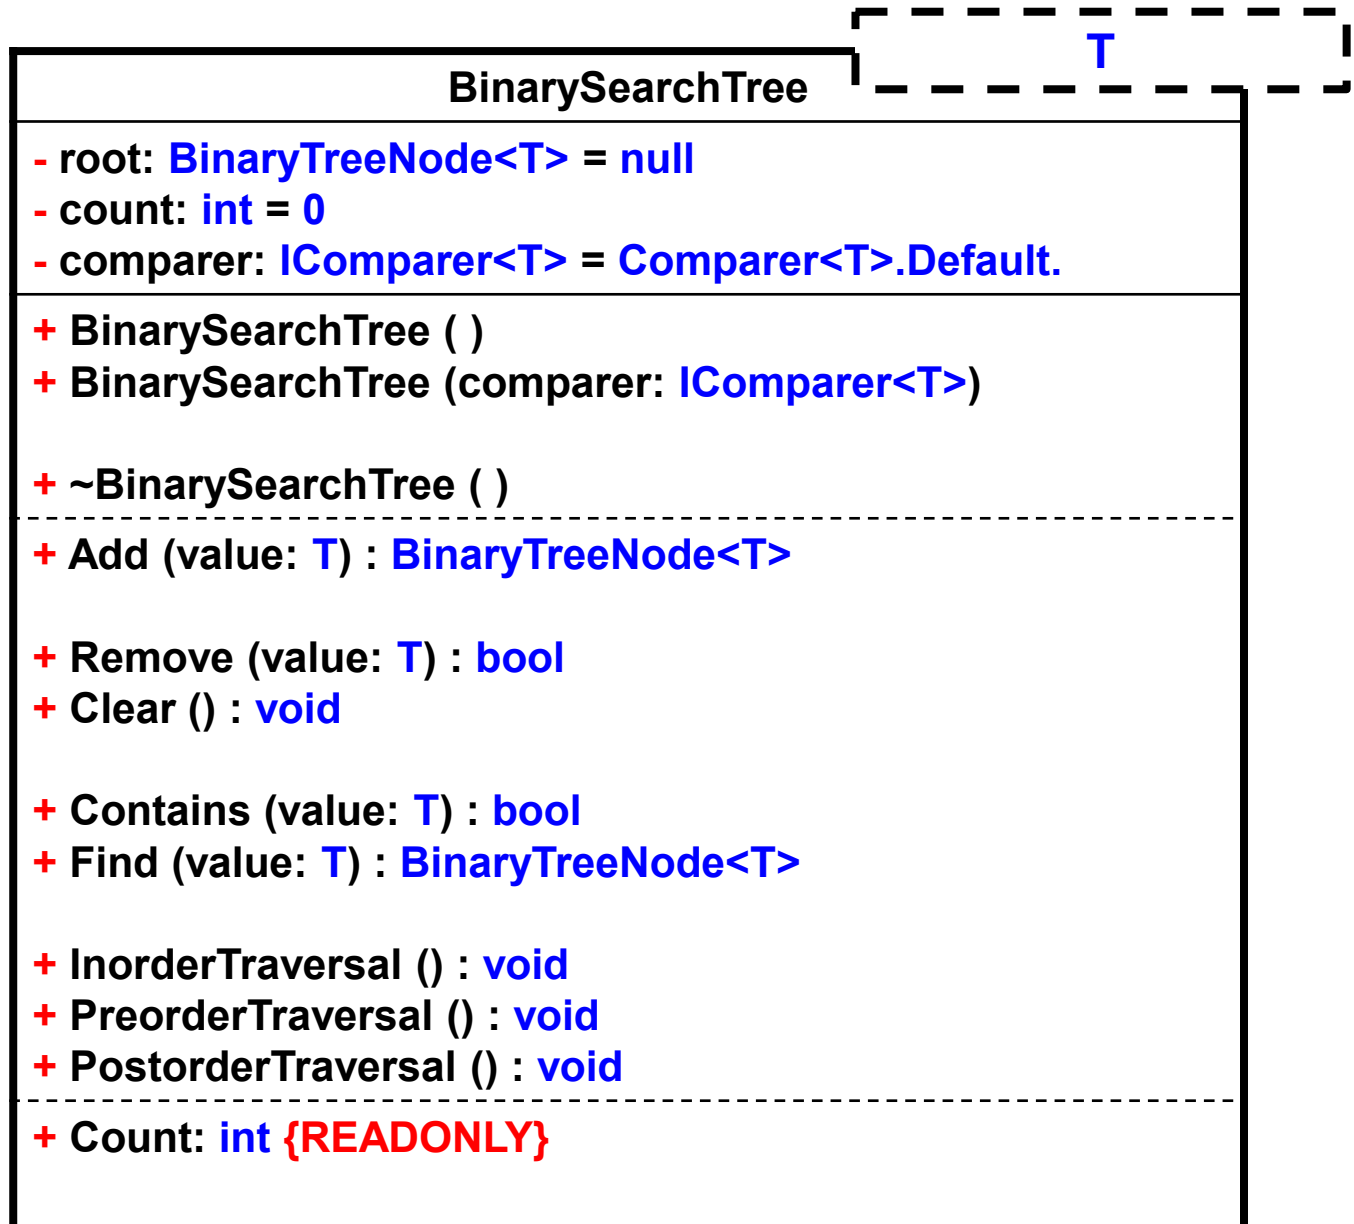 T
BinarySearchTree
- root: BinaryTreeNode<T> = null
- count: int = 0
- comparer: IComparer<T> = Comparer<T>.Default.
+ BinarySearchTree ( )
+ BinarySearchTree (comparer: IComparer<T>)
+ ~BinarySearchTree ( )
+ Add (value: T) : BinaryTreeNode<T>
+ Remove (value: T) : bool
+ Clear () : void
+ Contains (value: T) : bool
+ Find (value: T) : BinaryTreeNode<T>
+ InorderTraversal () : void
+ PreorderTraversal () : void
+ PostorderTraversal () : void
+ Count: int {READONLY}